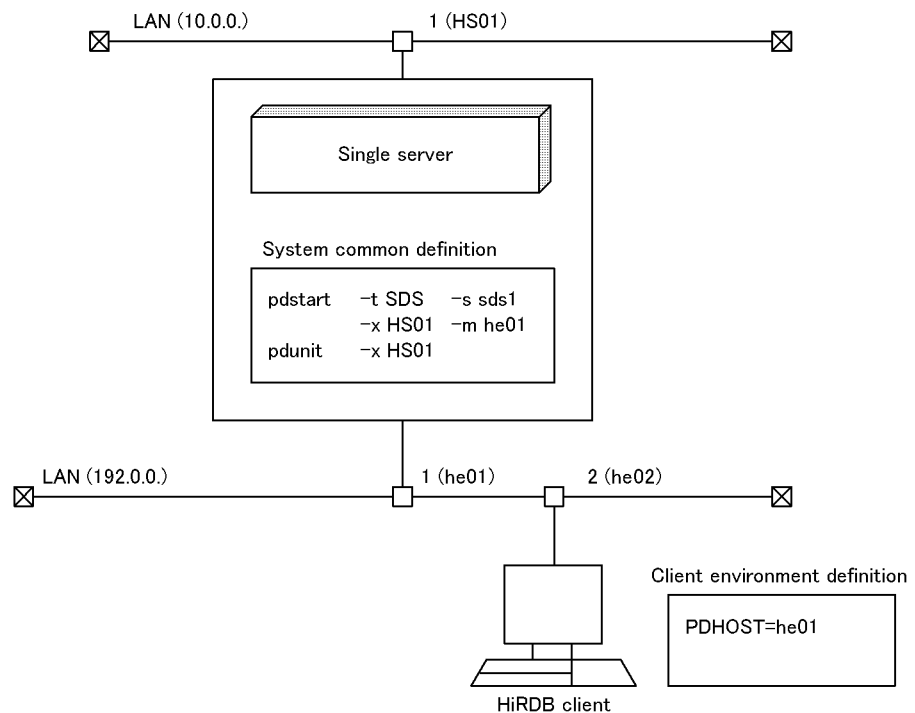 LAN (10.0.0.) 1 (HS01)
Single server
System common definition
pdstart -t SDS -s sds1
-x HS01 -m he01
pdunit -x HS01
LAN (192.0.0.) 1 (he01) 2 (he02)
Client environment definition
PDHOST=he01
HiRDB client